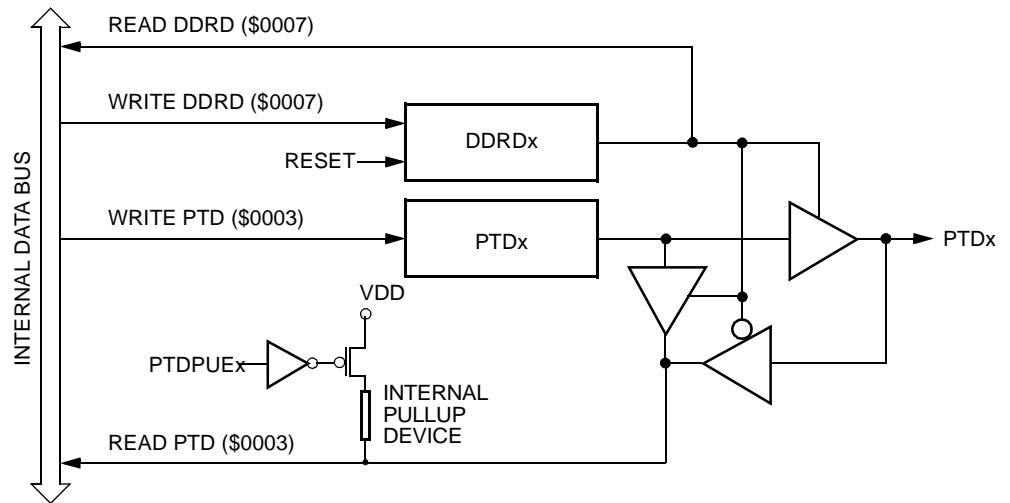 READ DDRD ($0007)
WRITE DDRD ($0007)
DDRDx
RESET
INTERNAL DATA BUS
WRITE PTD ($0003)
PTDx
PTDx
VDD
PTDPUEx
INTERNAL
PULLUP
DEVICE
READ PTD ($0003)